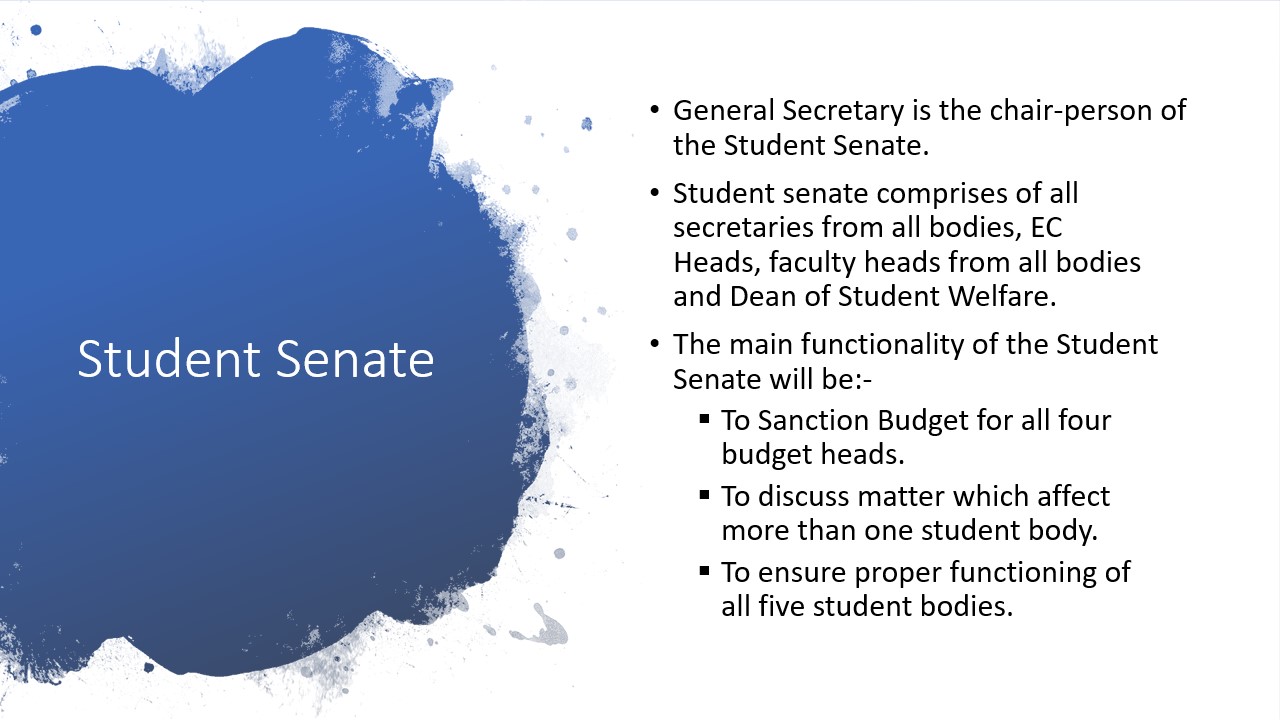 Student Senate
• General Secretary is the chair-person of
the Student Senate.
• Student senate comprises of all
secretaries from all bodies, EC
Heads, faculty heads from all bodies
and Dean of Student Welfare.
• The main functionality of the Student
Senate will be:-
▪ To Sanction Budget for all four
budget heads.
▪ To discuss matter which affect
more than one student body.
▪ To ensure proper functioning of
all five student bodies.